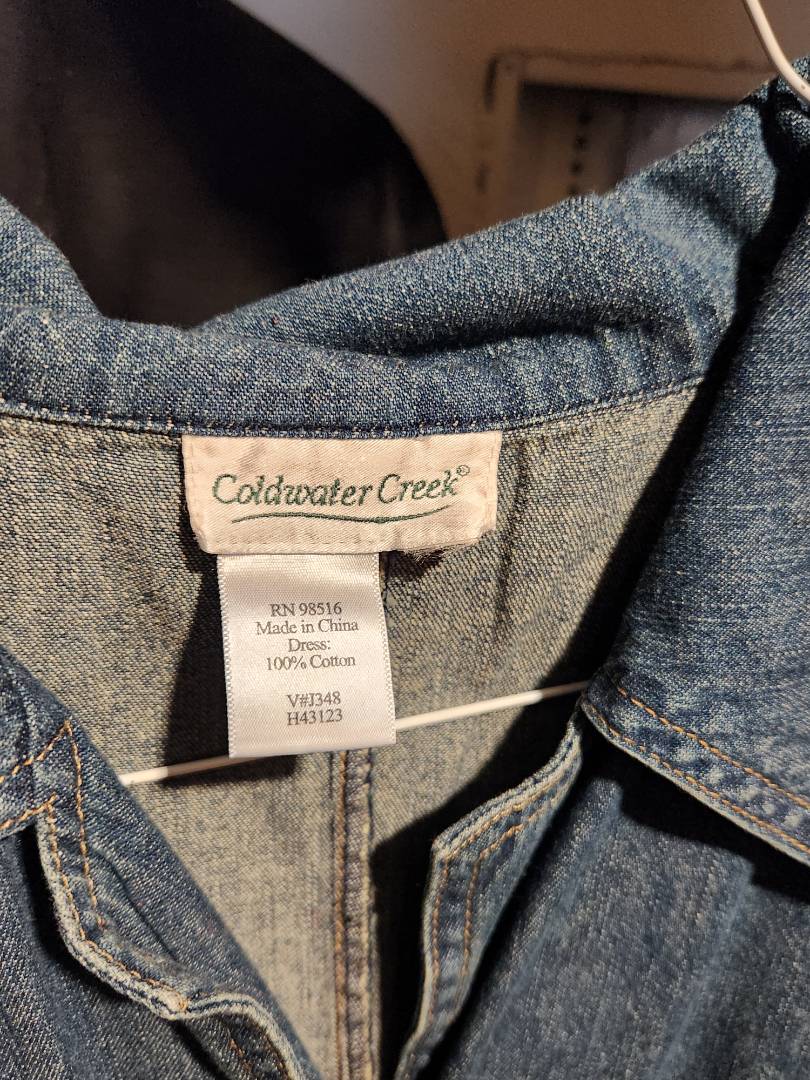 Coldwater Creek®
RN 98516
Made in China
Dress:
100% Cotton
V#J348
H43123